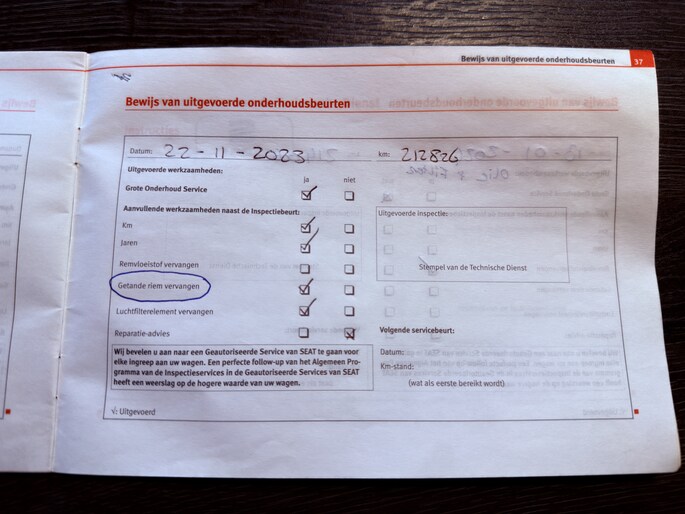 Bewijs van uitgevoerde onderhoudsbeurten 37
Bewijs van uitgevoerde onderhoudsbeurten
Datum: 22-11-2023 km: 212826
Uitgevoerde werkzaamheden:
ja niet
Grote Onderhoud Service
Aanvullende werkzaamheden naast de Inspectiebeurt:
Km
Jaren
Remvloeistof vervangen
Getande riem vervangen
Luchtfilterelement vervangen
Reparatie-advies
Uitgevoerde inspectie:
Stempel van de Technische Dienst
Volgende servicebeurt:
Datum:
Km-stand:
(wat als eerste bereikt wordt)
Wij bevelen u aan naar een Geautoriseerde Service van SEAT te gaan voor
elke ingreep aan uw wagen. Een perfecte follow-up van het Algemeen Pro-
gramma van de Inspectieservices in de Geautoriseerde Services van SEAT
heeft een weerslag op de hogere waarde van uw wagen.
√: Uitgevoerd